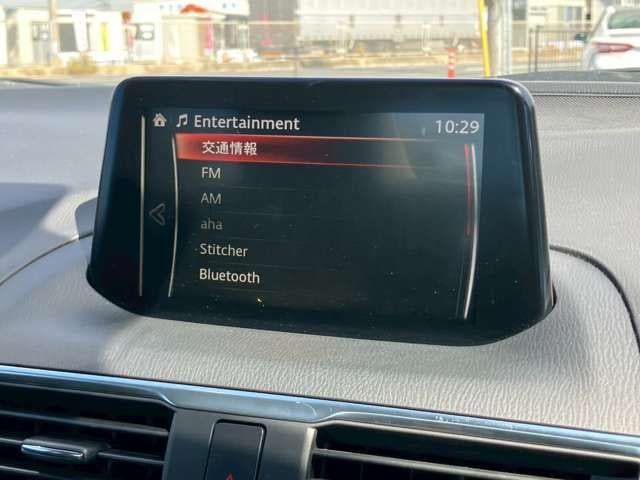 Entertainment 10:29
交通情報
FM
AM
aha
Stitcher
Bluetooth